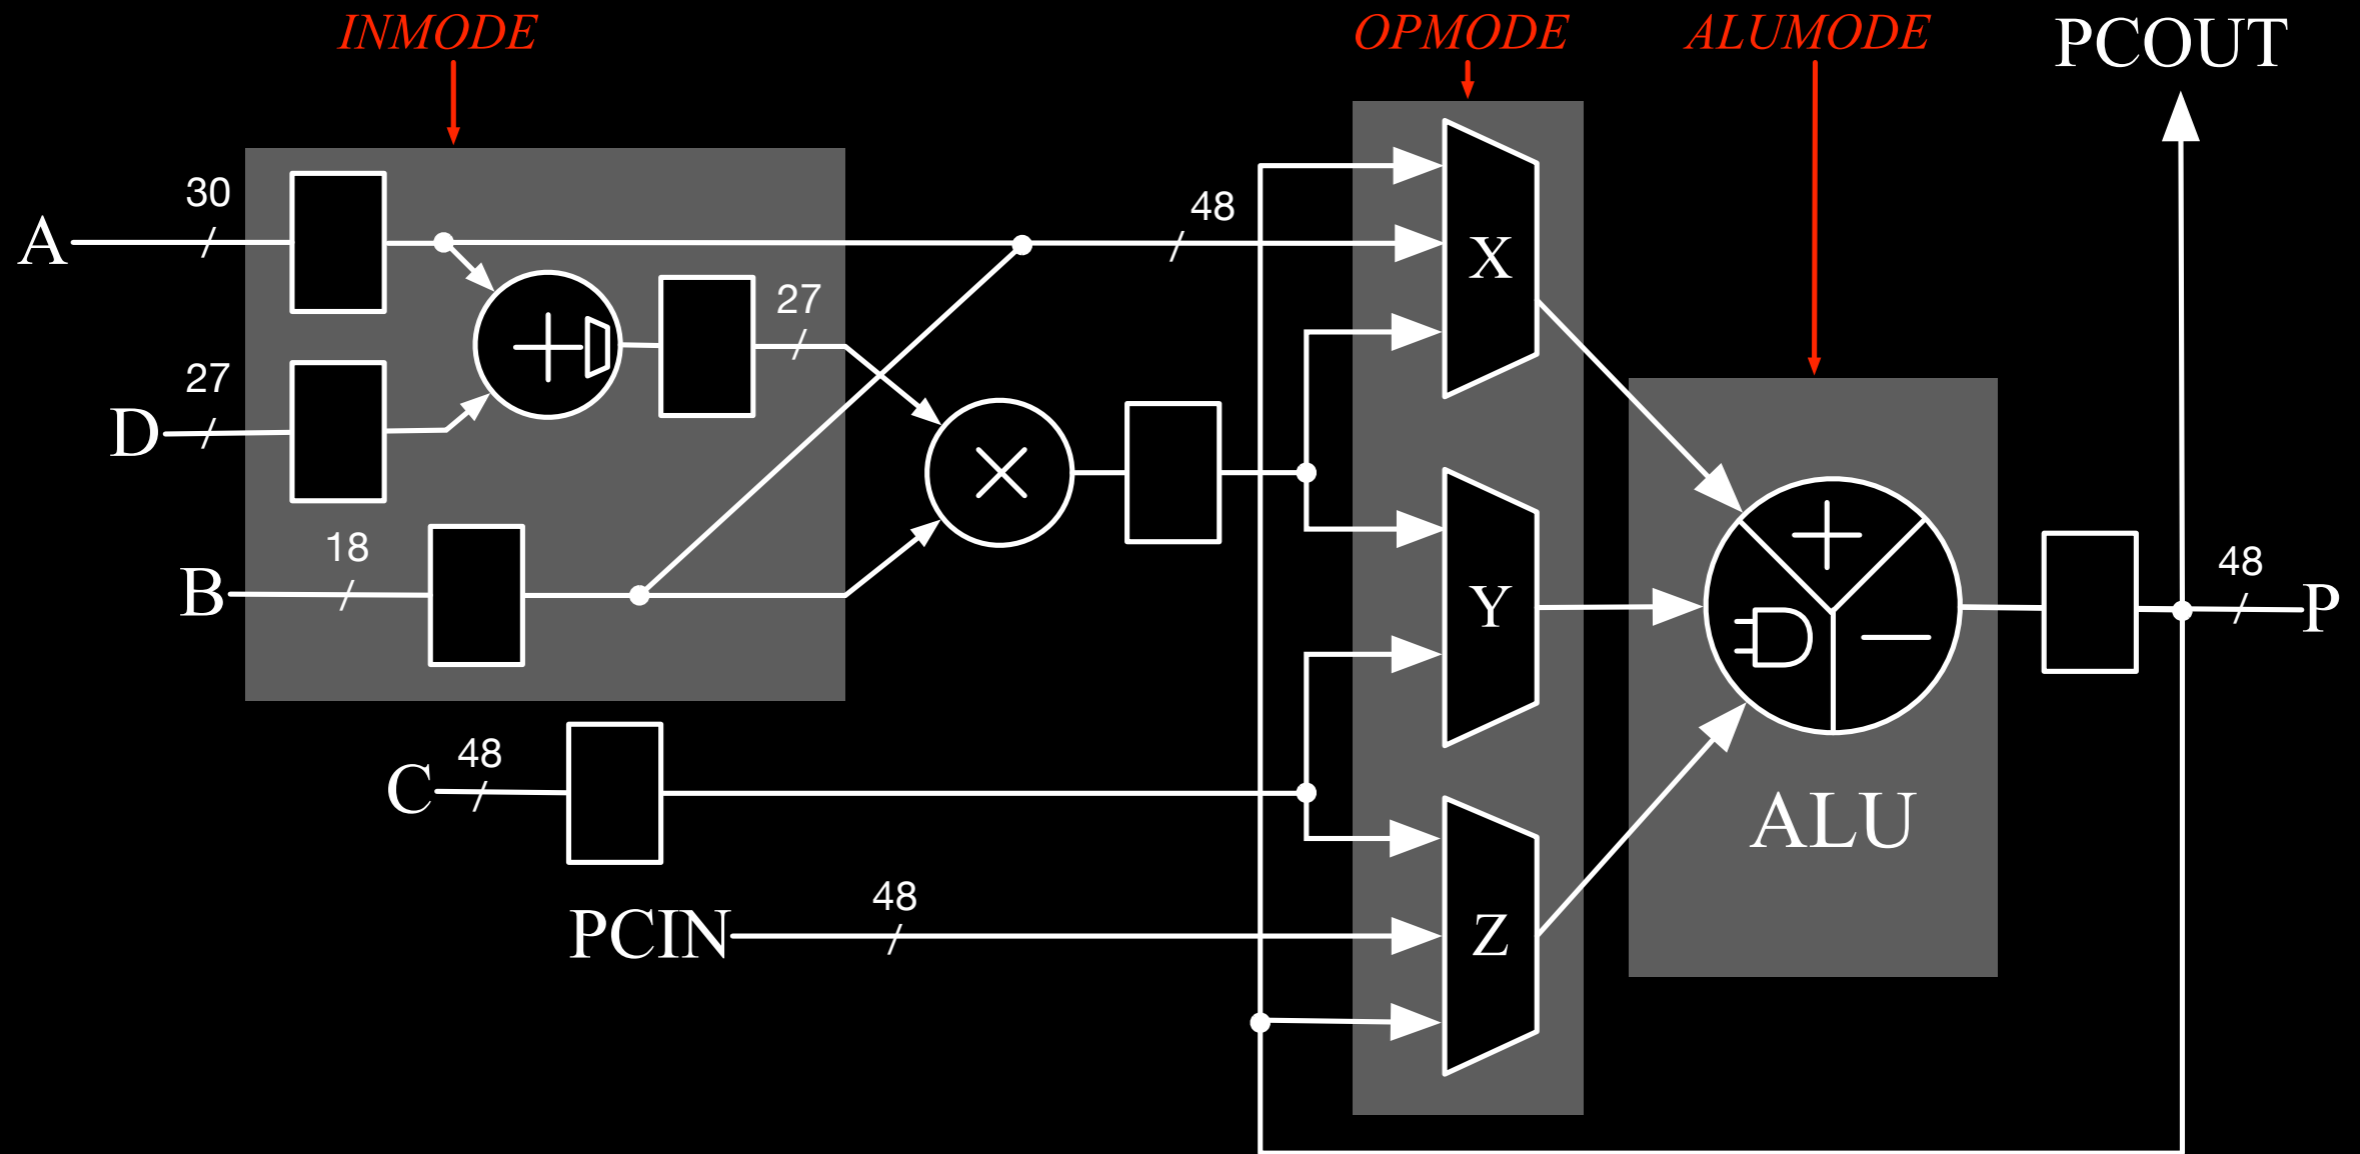 INMODE
OPMODE
ALUMODE
PCOUT
30
A
48
X
27
27
D
18
B
Y
48
P
C
48
ALU
PCIN
48
Z